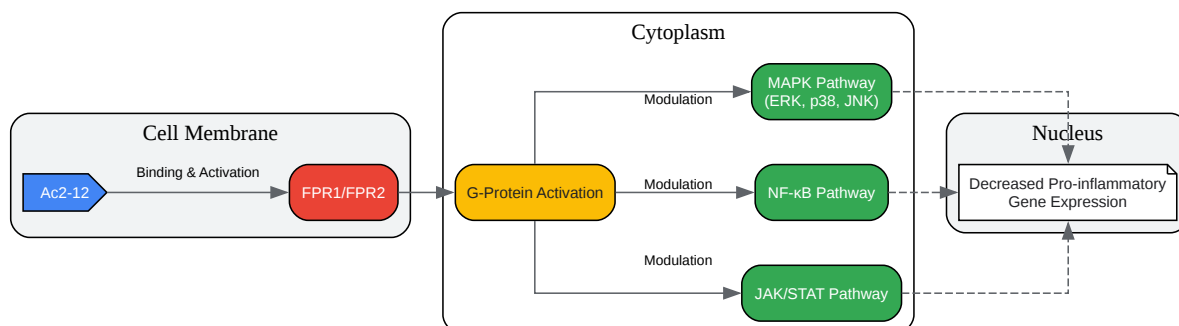 Cytoplasm
MAPK Pathway
(ERK, p38, JNK)
Modulation
Cell Membrane
Nucleus
Binding & Activation
Ac2-12
FPR1/FPR2
G-Protein Activation
Modulation
NF-κB Pathway
Decreased Pro-inflammatory
Gene Expression
Modulation
JAK/STAT Pathway